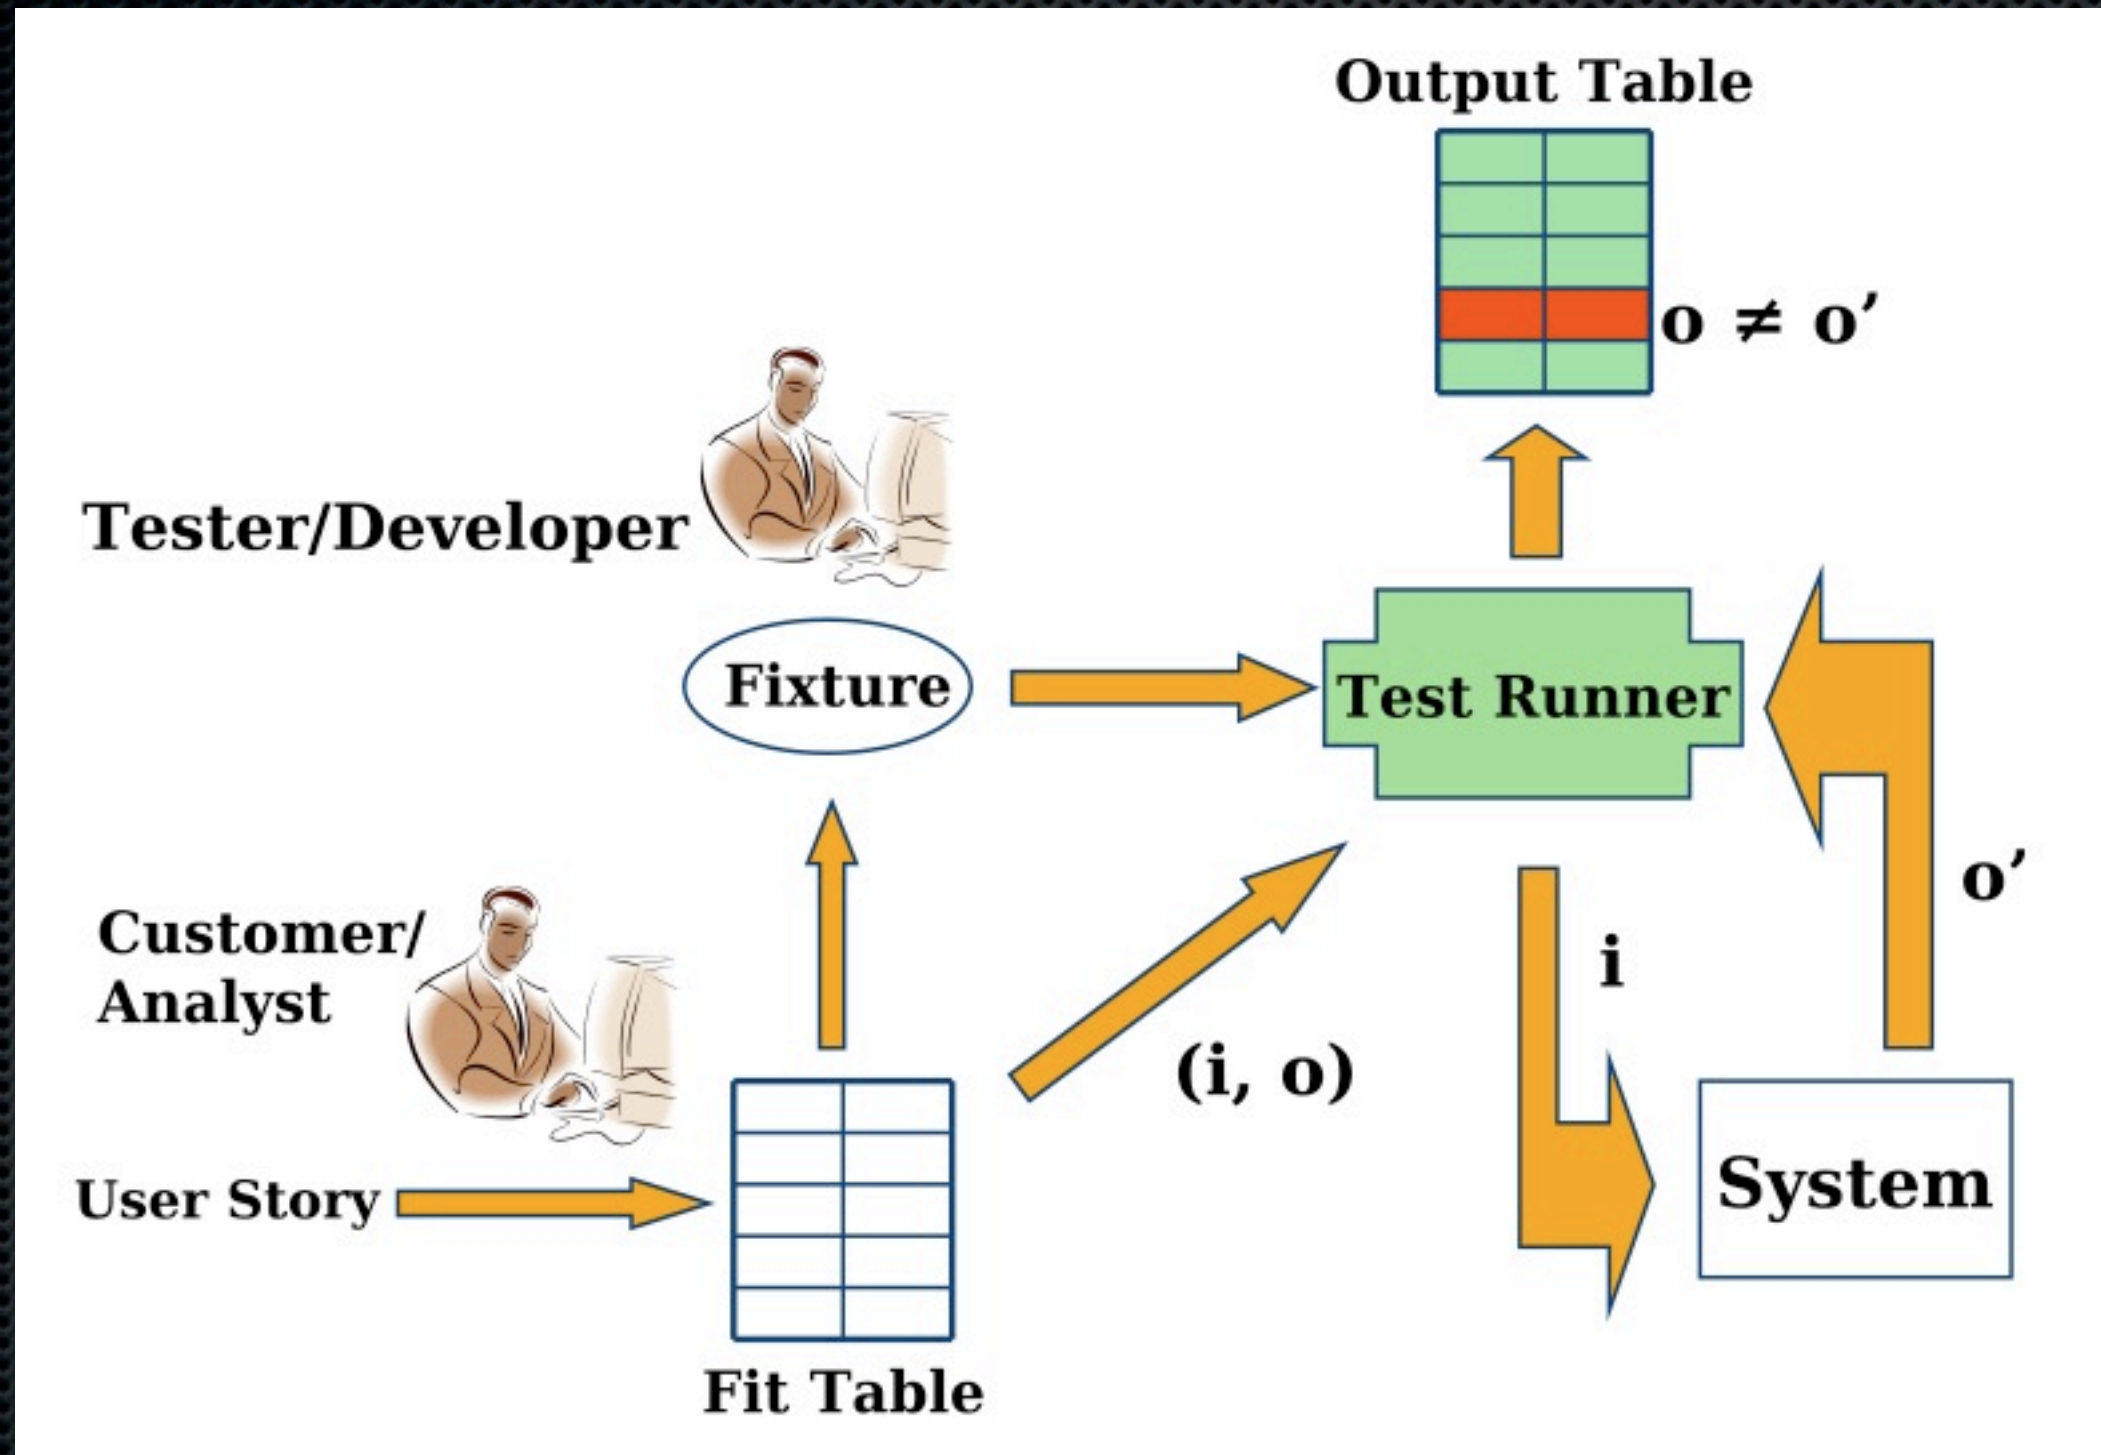 Output Table
o ≠ o’
Tester/Developer
Fixture
Test Runner
o’
Customer/
Analyst
i
(i, o)
User Story
System
Fit Table